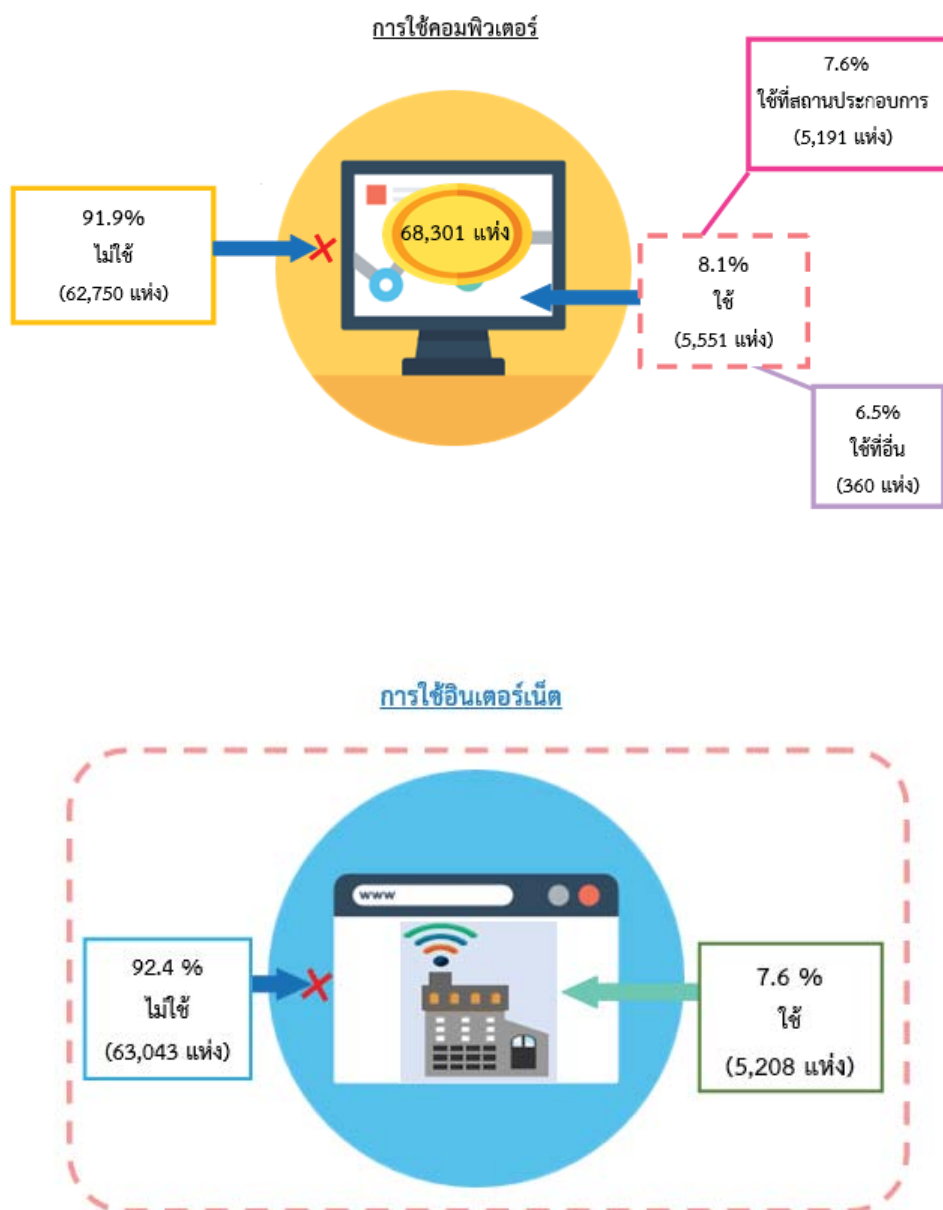 การใช้คอมพิวเตอร์
7.6%
ใช้ที่สถานประกอบการ
(5,191 แห่ง)
91.9%
ไม่ใช้
(62,750 แห่ง)
68,301 แห่ง
8.1%
ใช้
(5,551 แห่ง)
6.5%
ใช้ที่อื่น
(360 แห่ง)
การใช้อินเตอร์เน็ต
www
92.4 %
ไม่ใช้
(63,043 แห่ง)
7.6 %
ใช้
(5,208 แห่ง)